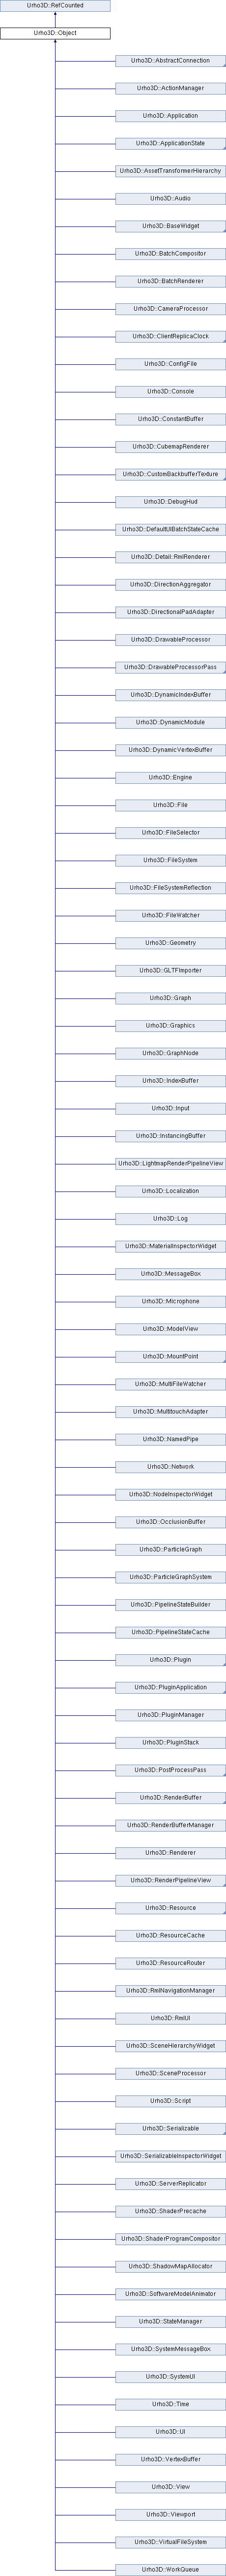 Urho3D::RefCounted
Urho3D::Object
Urho3D::AbstractConnection
Urho3D::ActionManager
Urho3D::Application
Urho3D::ApplicationState
Urho3D::AssetTransformerHierarchy
Urho3D::Audio
Urho3D::BaseWidget
Urho3D::BatchCompositor
Urho3D::BatchRenderer
Urho3D::CameraProcessor
Urho3D::ClientReplicaClock
Urho3D::ConfigFile
Urho3D::Console
Urho3D::ConstantBuffer
Urho3D::CubemapRenderer
Urho3D::CustomBackbufferTexture
Urho3D::DebugHud
Urho3D::DefaultUIBatchStateCache
Urho3D::Detail::RmlRenderer
Urho3D::DirectionAggregator
Urho3D::DirectionalPadAdapter
Urho3D::DrawableProcessor
Urho3D::DrawableProcessorPass
Urho3D::DynamicIndexBuffer
Urho3D::DynamicModule
Urho3D::DynamicVertexBuffer
Urho3D::Engine
Urho3D::File
Urho3D::FileSelector
Urho3D::FileSystem
Urho3D::FileSystemReflection
Urho3D::FileWatcher
Urho3D::Geometry
Urho3D::GLTFImporter
Urho3D::Graph
Urho3D::Graphics
Urho3D::GraphNode
Urho3D::IndexBuffer
Urho3D::Input
Urho3D::InstancingBuffer
Urho3D::LightmapRenderPipelineView
Urho3D::Localization
Urho3D::Log
Urho3D::MaterialInspectorWidget
Urho3D::MessageBox
Urho3D::Microphone
Urho3D::ModelView
Urho3D::MountPoint
Urho3D::MultiFileWatcher
Urho3D::MultitouchAdapter
Urho3D::NamedPipe
Urho3D::Network
Urho3D::NodeInspectorWidget
Urho3D::OcclusionBuffer
Urho3D::ParticleGraph
Urho3D::ParticleGraphSystem
Urho3D::PipelineStateBuilder
Urho3D::PipelineStateCache
Urho3D::Plugin
Urho3D::PluginApplication
Urho3D::PluginManager
Urho3D::PluginStack
Urho3D::PostProcessPass
Urho3D::RenderBuffer
Urho3D::RenderBufferManager
Urho3D::Renderer
Urho3D::RenderPipelineView
Urho3D::Resource
Urho3D::ResourceCache
Urho3D::ResourceRouter
Urho3D::RmlNavigationManager
Urho3D::RmlUI
Urho3D::SceneHierarchyWidget
Urho3D::SceneProcessor
Urho3D::Script
Urho3D::Serializable
Urho3D::SerializableInspectorWidget
Urho3D::ServerReplicator
Urho3D::ShaderPrecache
Urho3D::ShaderProgramCompositor
Urho3D::ShadowMapAllocator
Urho3D::SoftwareModelAnimator
Urho3D::StateManager
Urho3D::SystemMessageBox
Urho3D::SystemUI
Urho3D::Time
Urho3D::UI
Urho3D::VertexBuffer
Urho3D::View
Urho3D::Viewport
Urho3D::VirtualFileSystem
Urho3D::WorkQueue